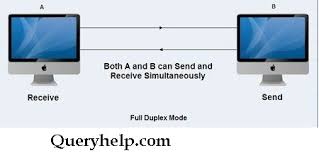 A
B
Both A and B can Send and
Receive Simultaneously
Receive
Send
Full Duplex Mode
Queryhelp.com